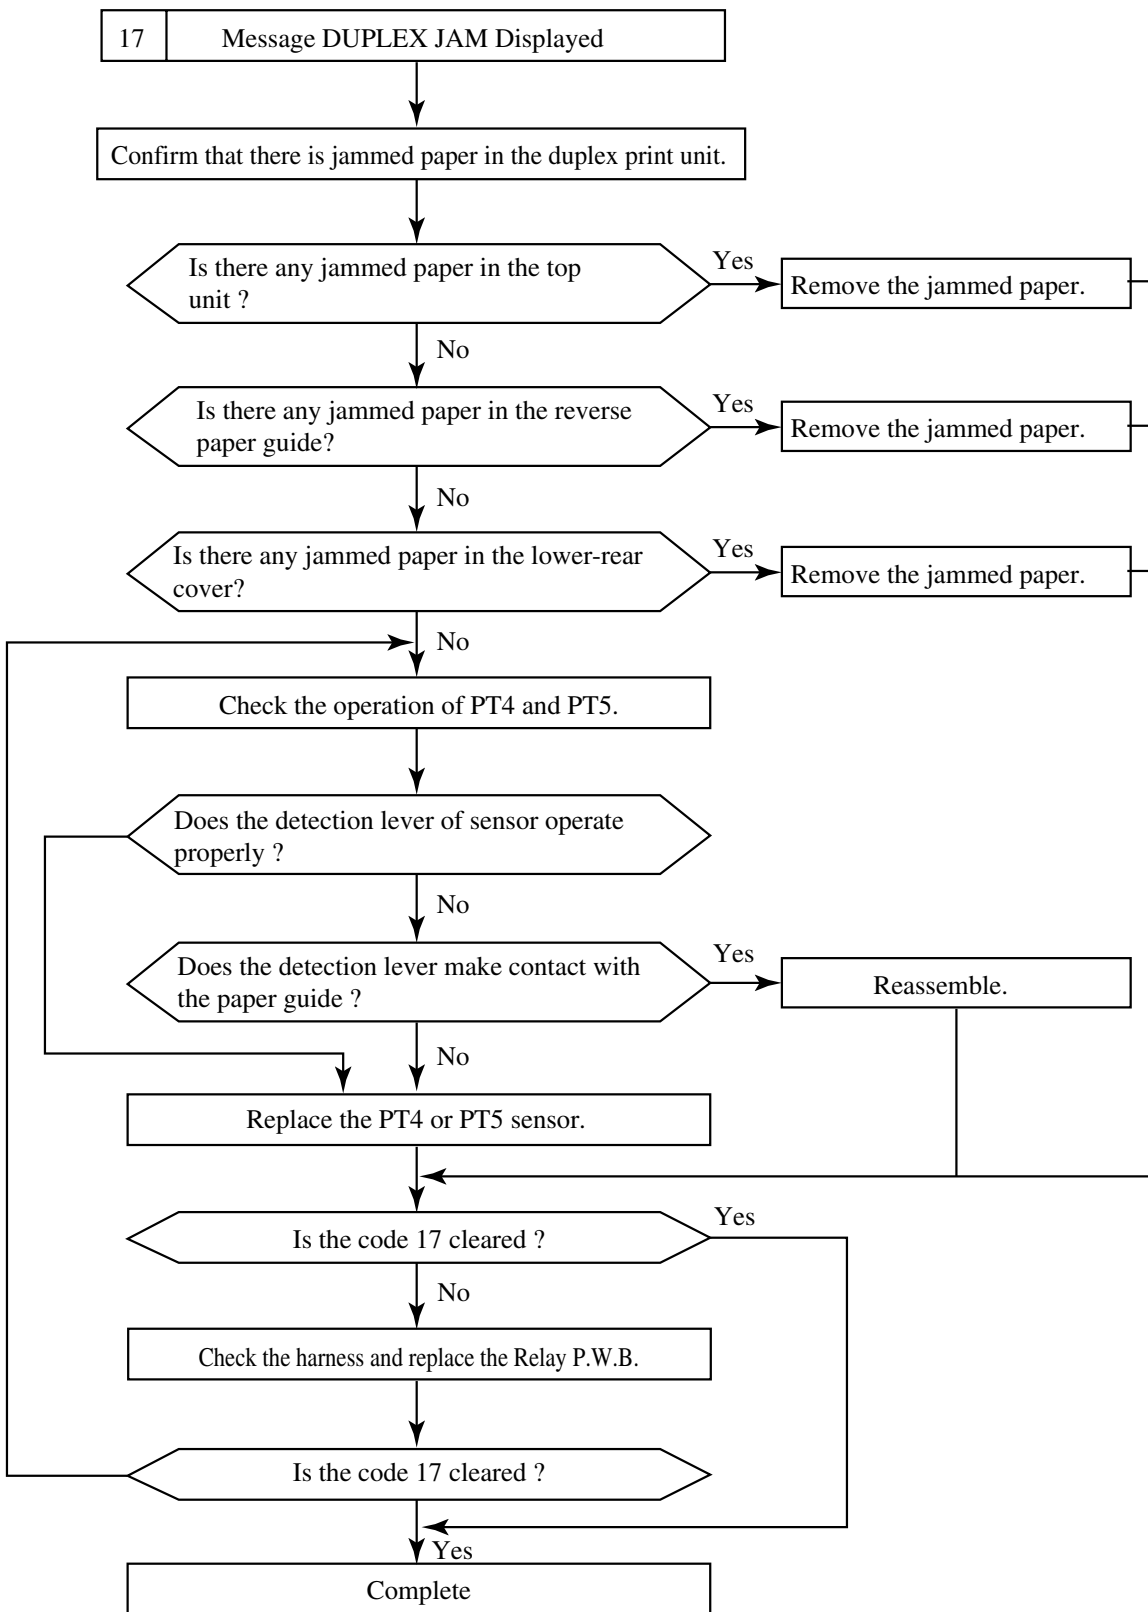 17 Message DUPLEX JAM Displayed
Confirm that there is jammed paper in the duplex print unit.
Is there any jammed paper in the top
unit ?
Yes
Remove the jammed paper.
No
Is there any jammed paper in the reverse
paper guide?
Yes
Remove the jammed paper.
No
Is there any jammed paper in the lower-rear
cover?
Yes
Remove the jammed paper.
No
Check the operation of PT4 and PT5.
Does the detection lever of sensor operate
properly ?
No
Does the detection lever make contact with
the paper guide ?
Yes
Reassemble.
No
Replace the PT4 or PT5 sensor.
Is the code 17 cleared ?
Yes
No
Check the harness and replace the Relay P.W.B.
Is the code 17 cleared ?
Yes
Complete